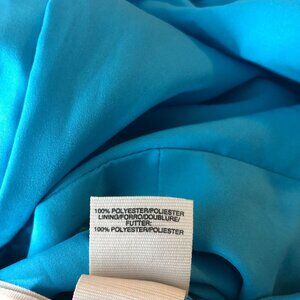 100% POLYESTER/POLIESTER
LINING/FORRO/DOUBLURE/
FUTTER:
100% POLYESTER/POLIESTER